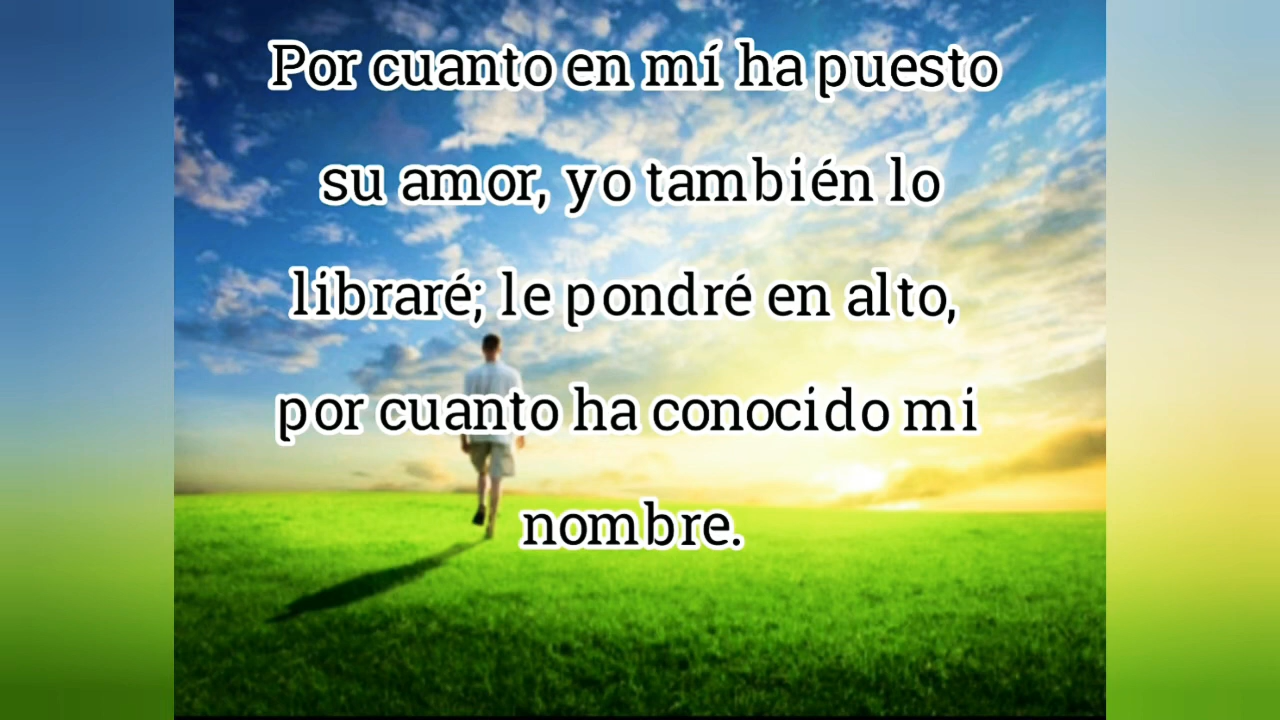 Por cuanto en mí ha puesto
su amor, yo también lo
libraré; le pondré en alto,
por cuanto ha conocido mi
nombre.